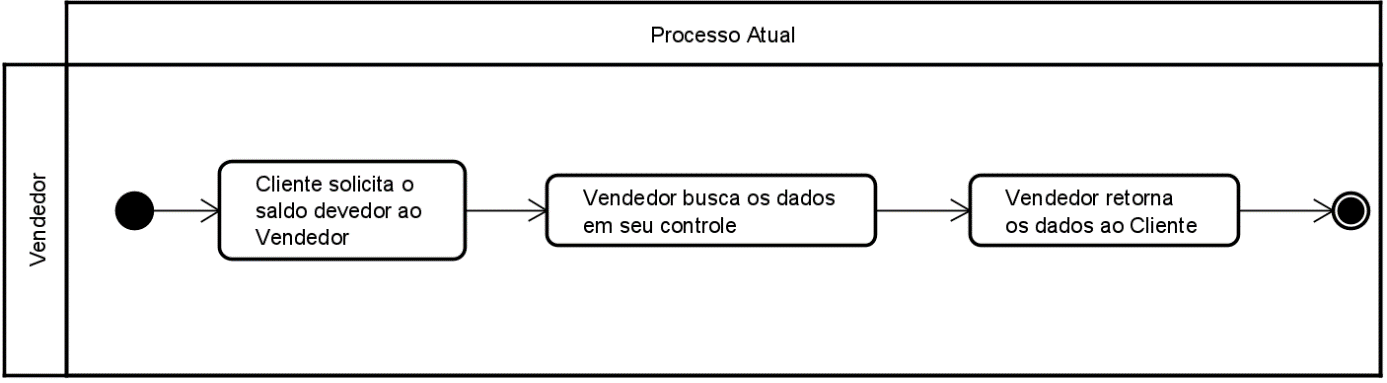 Processo Atual
Vendedor
Cliente solicita o
saldo devedor ao
Vendedor
Vendedor busca os dados
em seu controle
Vendedor retorna
os dados ao Cliente